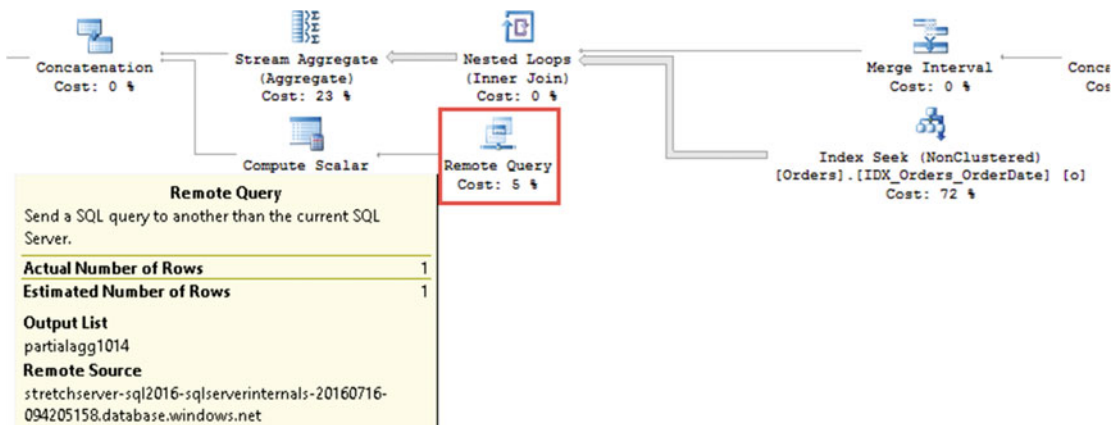 Concatenation
Cost: 0 %
Stream Aggregate
(Aggregate)
Cost: 23 %
Nested Loops
(Inner Join)
Cost: 0 %
Merge Interval
Cost: 0 %
Conca
Cos
Compute Scalar
Remote Query
Cost: 5 %
Index Seek (NonClustered)
[Orders].[IDX_Orders_OrderDate] [o]
Cost: 72 %
Remote Query
Send a SQL query to another than the current SQL
Server.
Actual Number of Rows 1
Estimated Number of Rows 1
Output List
partialagg1014
Remote Source
stretchserver-sql2016-sqlserverinternals-20160716-
094205158.database.windows.net